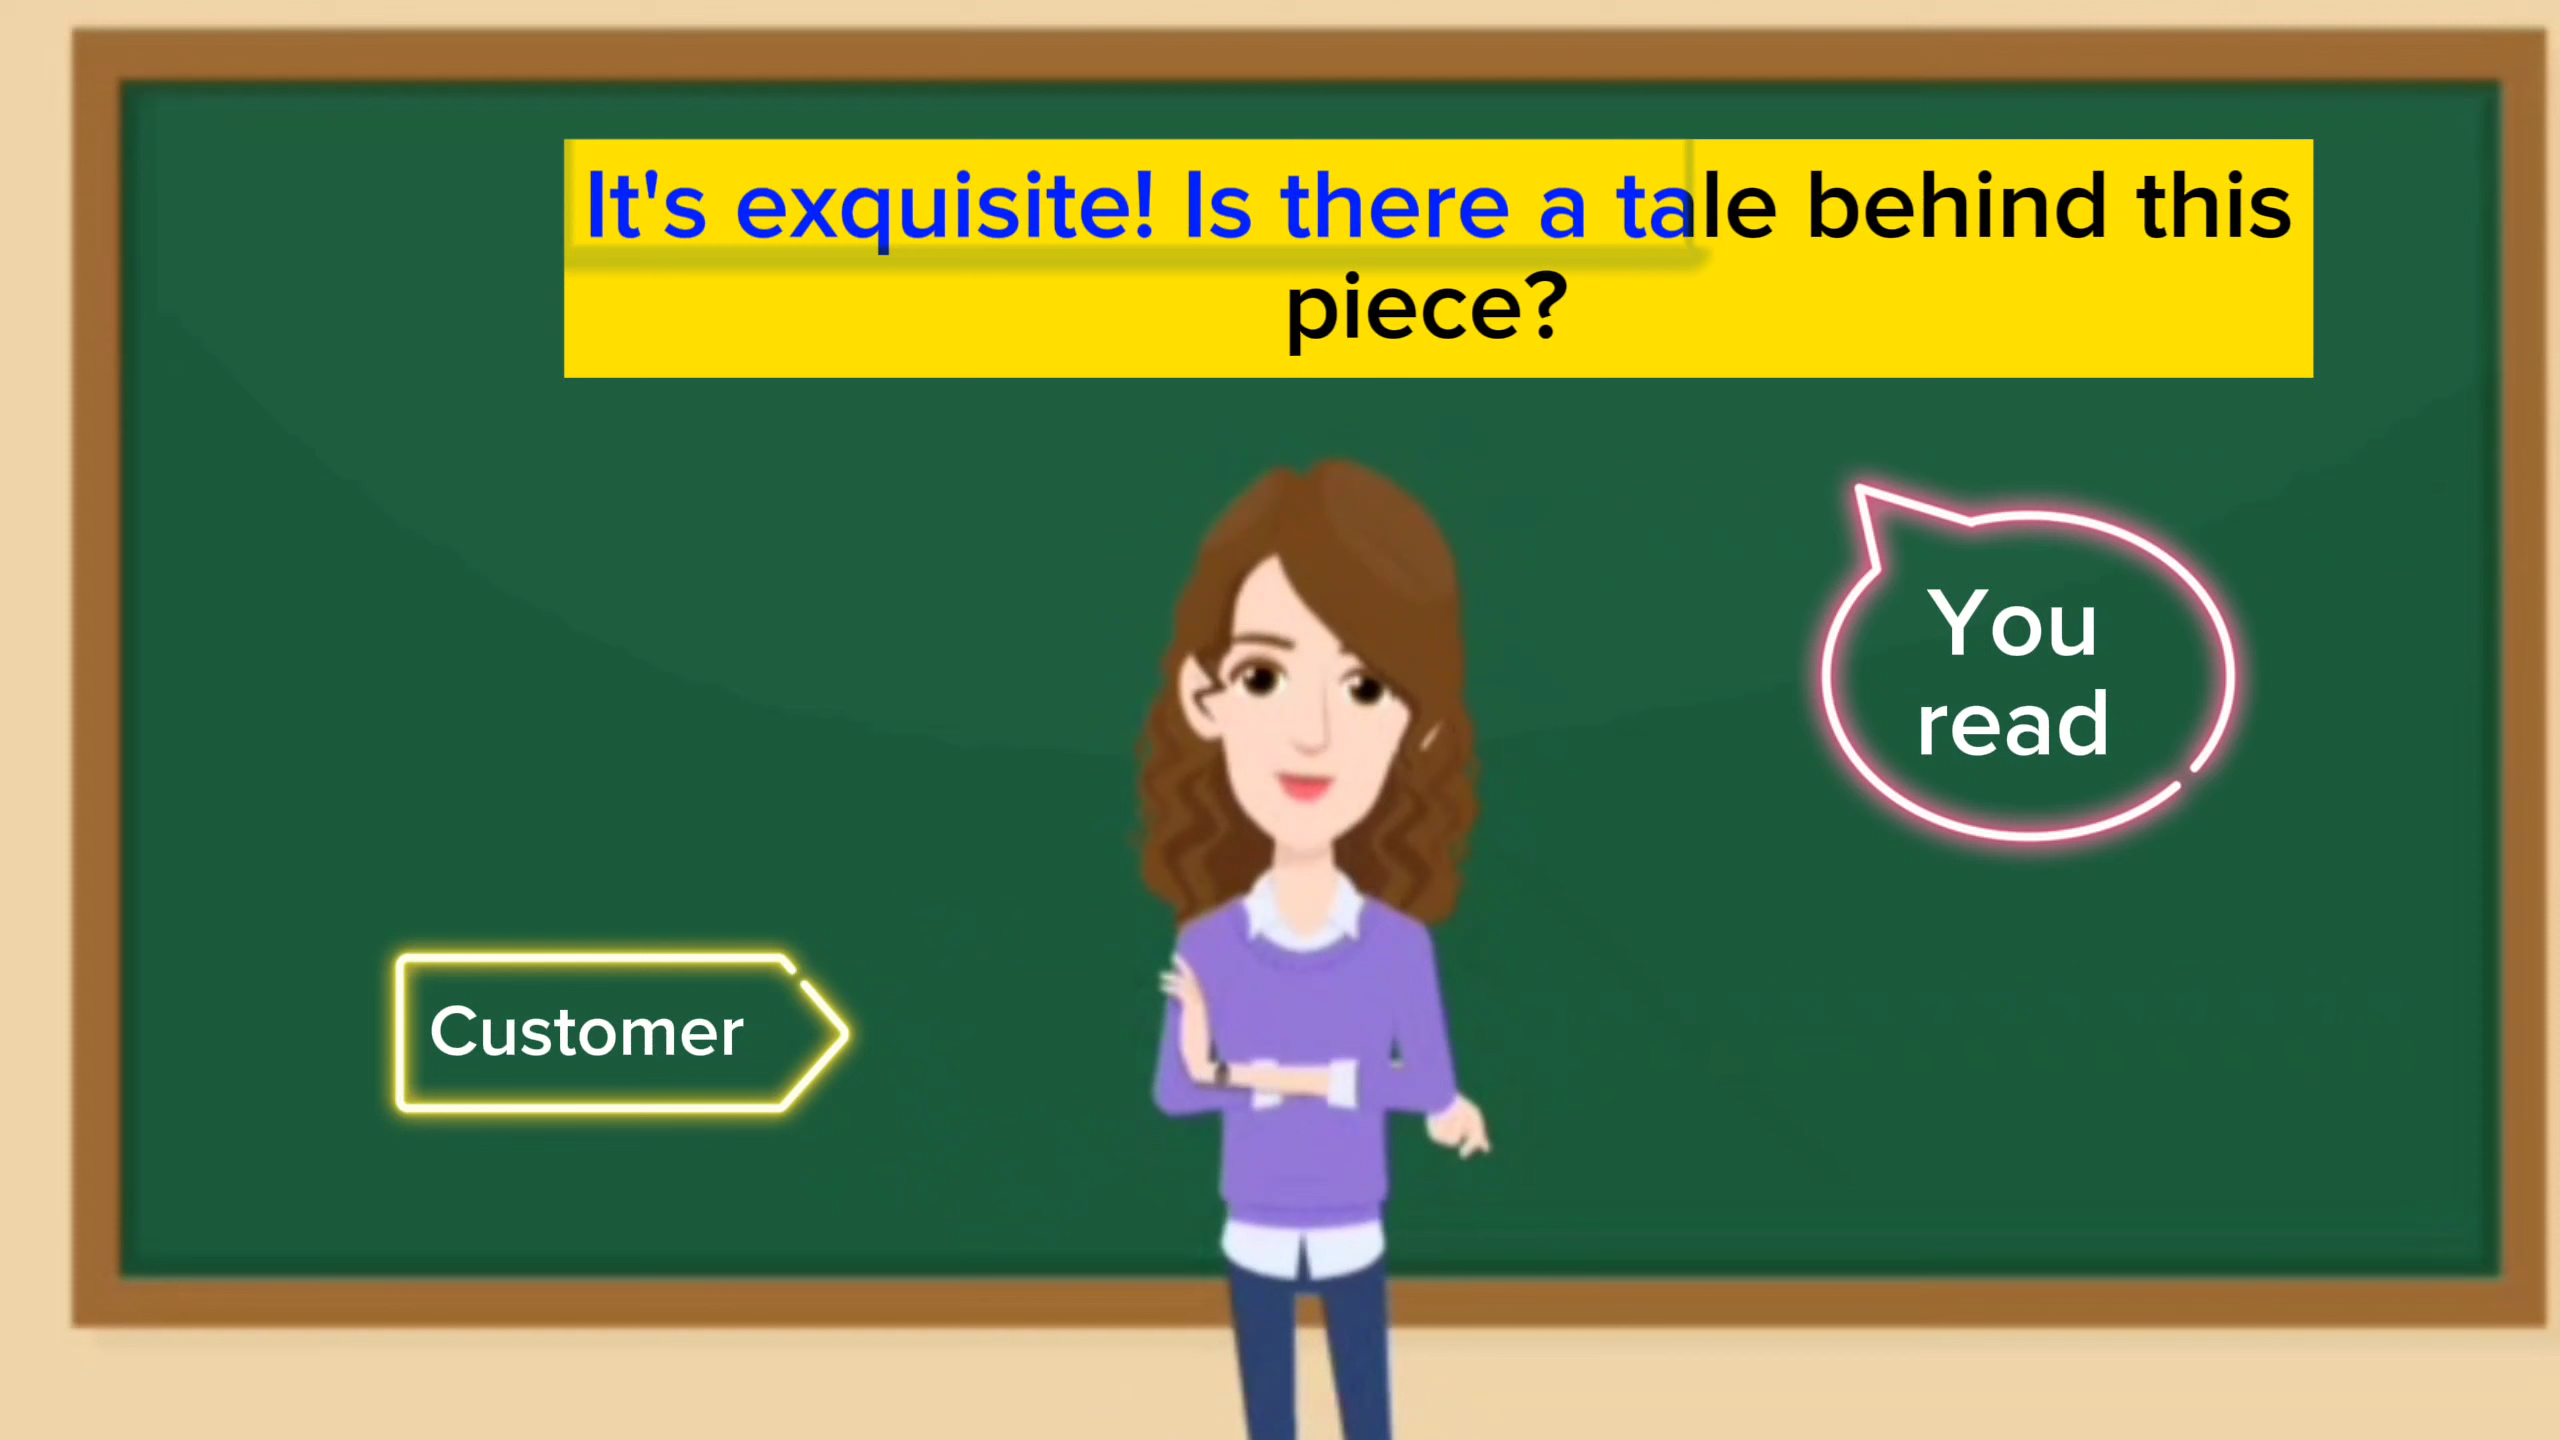 It's exquisite! Is there a tale behind this
piece?
You
read
Customer